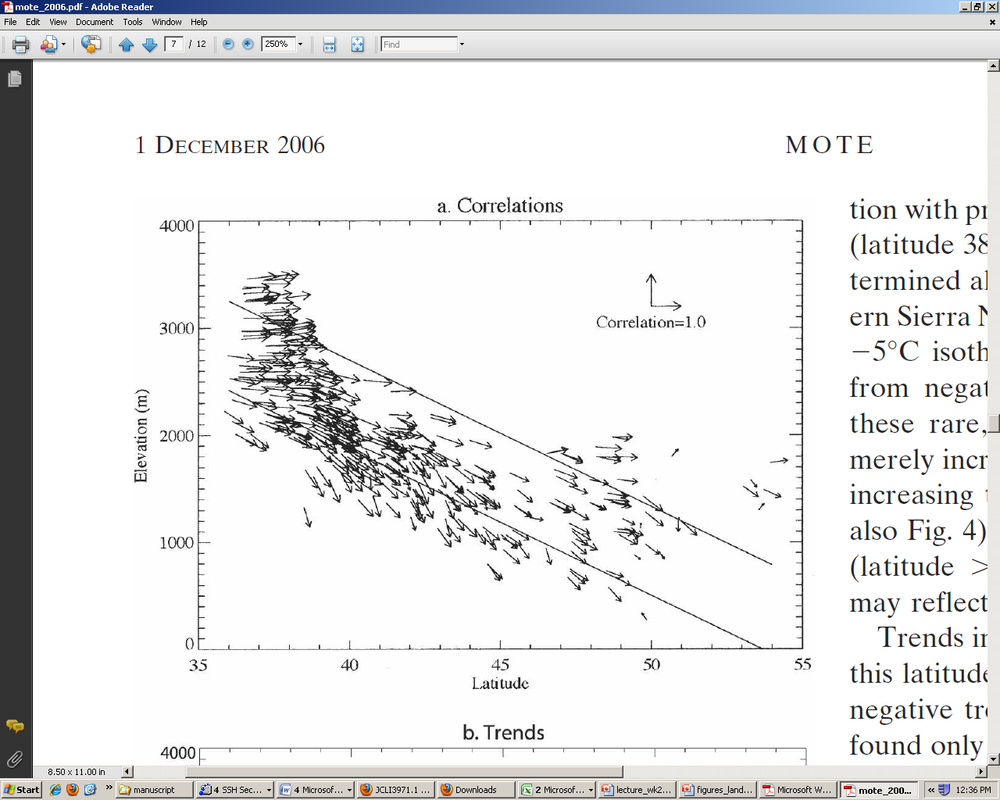 mote_2006.pdf - Adobe Reader
File Edit View Document Tools Window Help
7 / 12 250% Find
1 DECEMBER 2006 MOTE
a. Correlations
4000
3000
2000
1000
0
Elevation (m)
Correlation=1.0
35 40 45 50 55
Latitude
b. Trends
4000
tion with pr
(latitude 38
termined al
ern Sierra N
−5°C isoth
from negat
these rare,
merely incr
increasing t
also Fig. 4)
(latitude >
may reflect
Trends in
this latitude
negative tre
found only
8.50 x 11.00 in
Start » manuscript 4 SSH Sec... 4 Microsof... JCLI3971.1 ... Downloads 2 Microsof... lecture_wk2... figures_land... Microsoft W... mote_200... « 12:36 PM